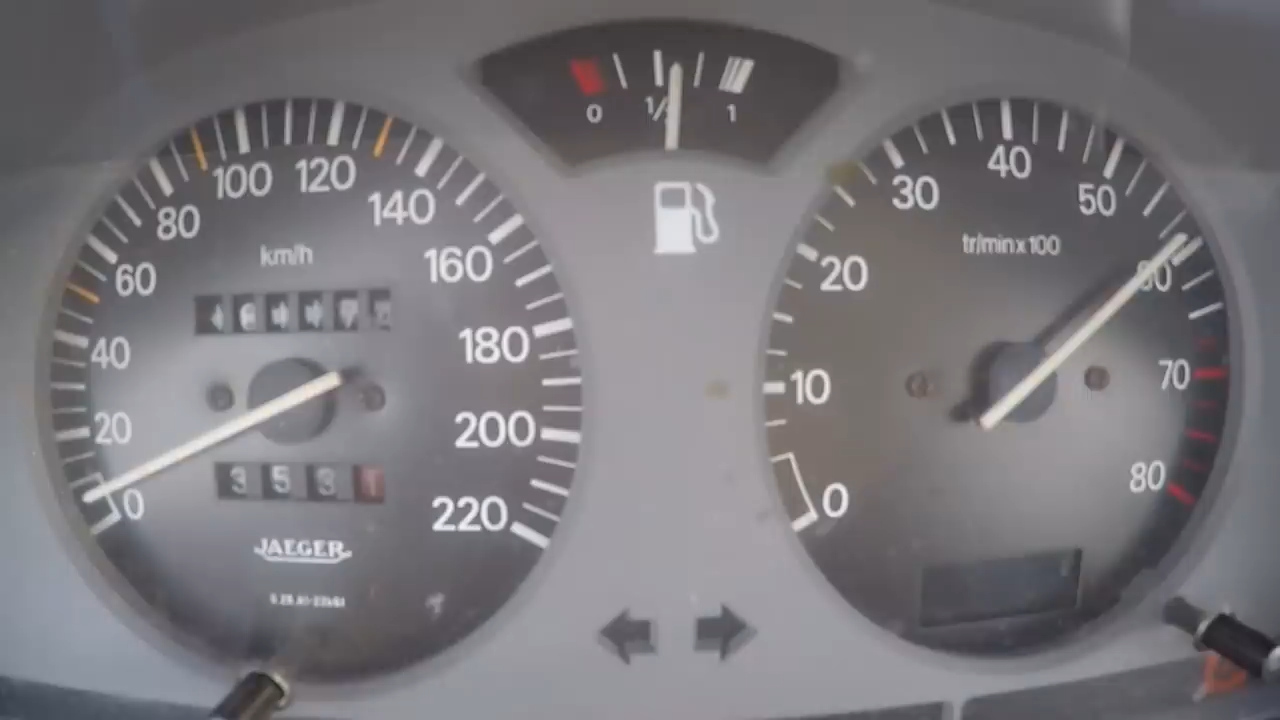 0 1/2 1
0 20 40 60 80 100 120 140 160 180 200 220
km/h
353
JAEGER
0 10 20 30 40 50 60 70 80
tr/min x 100